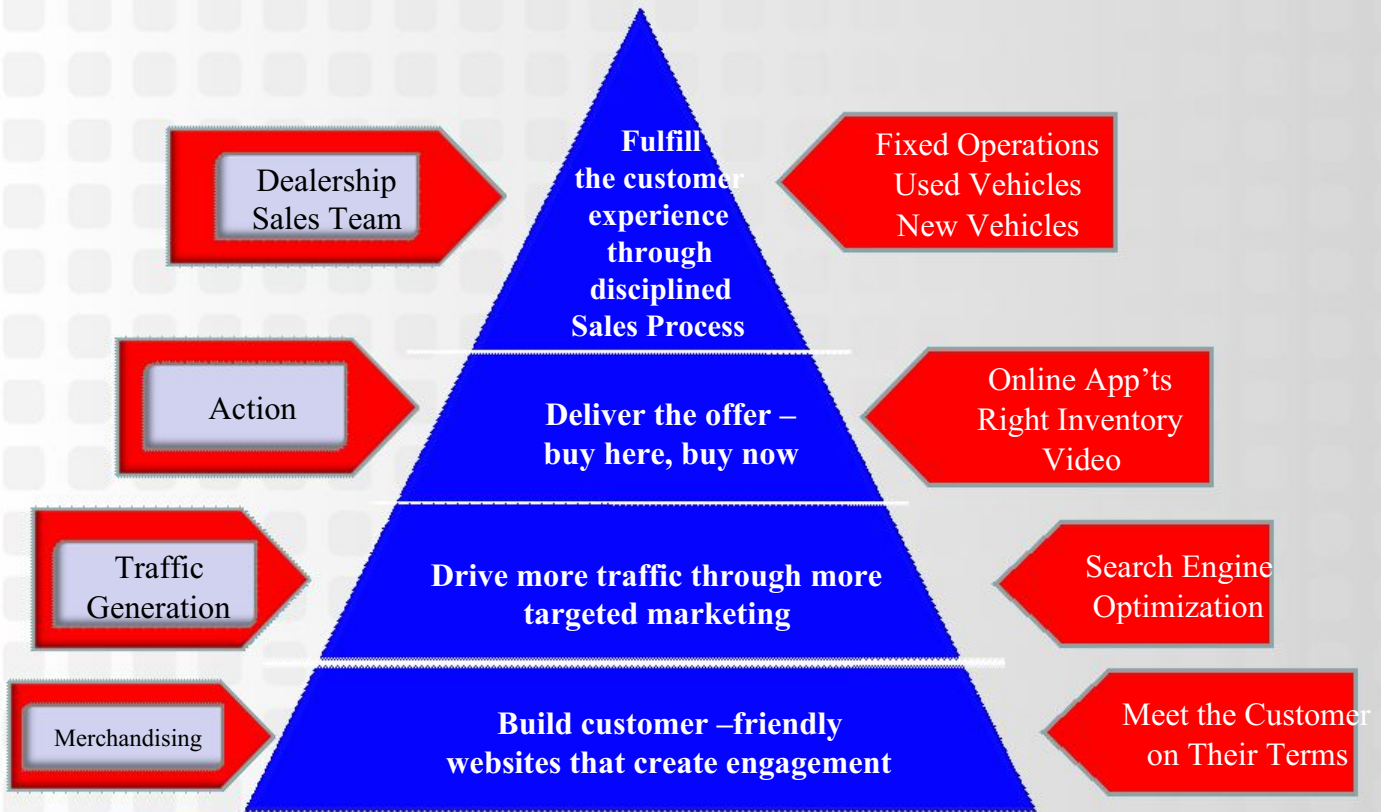 Dealership
Sales Team
Fulfill
the customer
experience
through
disciplined
Sales Process
Fixed Operations
Used Vehicles
New Vehicles
Action
Deliver the offer –
buy here, buy now
Online App’ts
Right Inventory
Video
Traffic
Generation
Drive more traffic through more
targeted marketing
Search Engine
Optimization
Merchandising
Build customer –friendly
websites that create engagement
Meet the Customer
on Their Terms